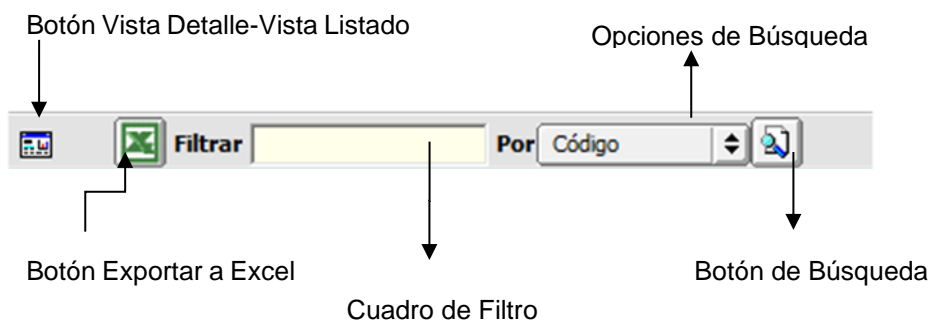 Botón Vista Detalle-Vista Listado
Opciones de Búsqueda
Filtrar
Por
Código
Botón Exportar a Excel
Botón de Búsqueda
Cuadro de Filtro